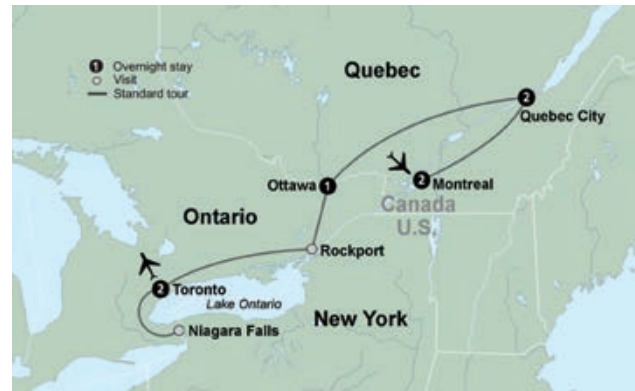 1 Overnight stay
Visit
Standard tour
Quebec
2
Quebec City
Ottawa 1
2 Montreal
Canada
U.S.
Ontario
Rockport
2 Toronto
Lake Ontario
New York
Niagara Falls